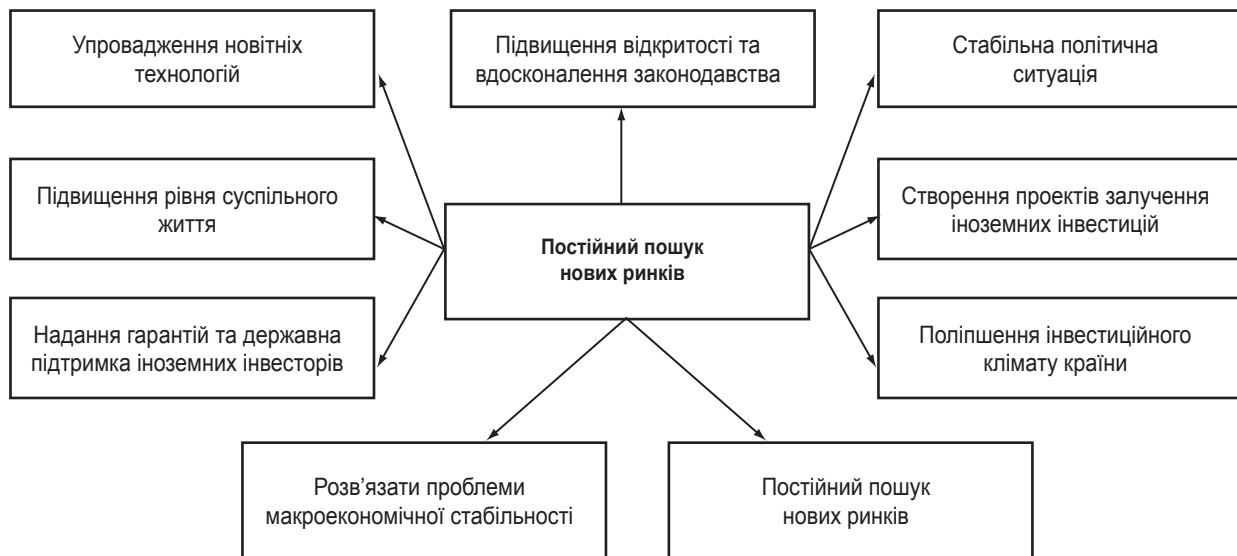 Упровадження новітніх
технологій
Підвищення відкритості та
вдосконалення законодавства
Стабільна політична
ситуація
Підвищення рівня суспільного
життя
Постійний пошук
нових ринків
Створення проектів залучення
іноземних інвестицій
Надання гарантій та державна
підтримка іноземних інвесторів
Поліпшення інвестиційного
клімату країни
Розв’язати проблеми
макроекономічної стабільності
Постійний пошук
нових ринків